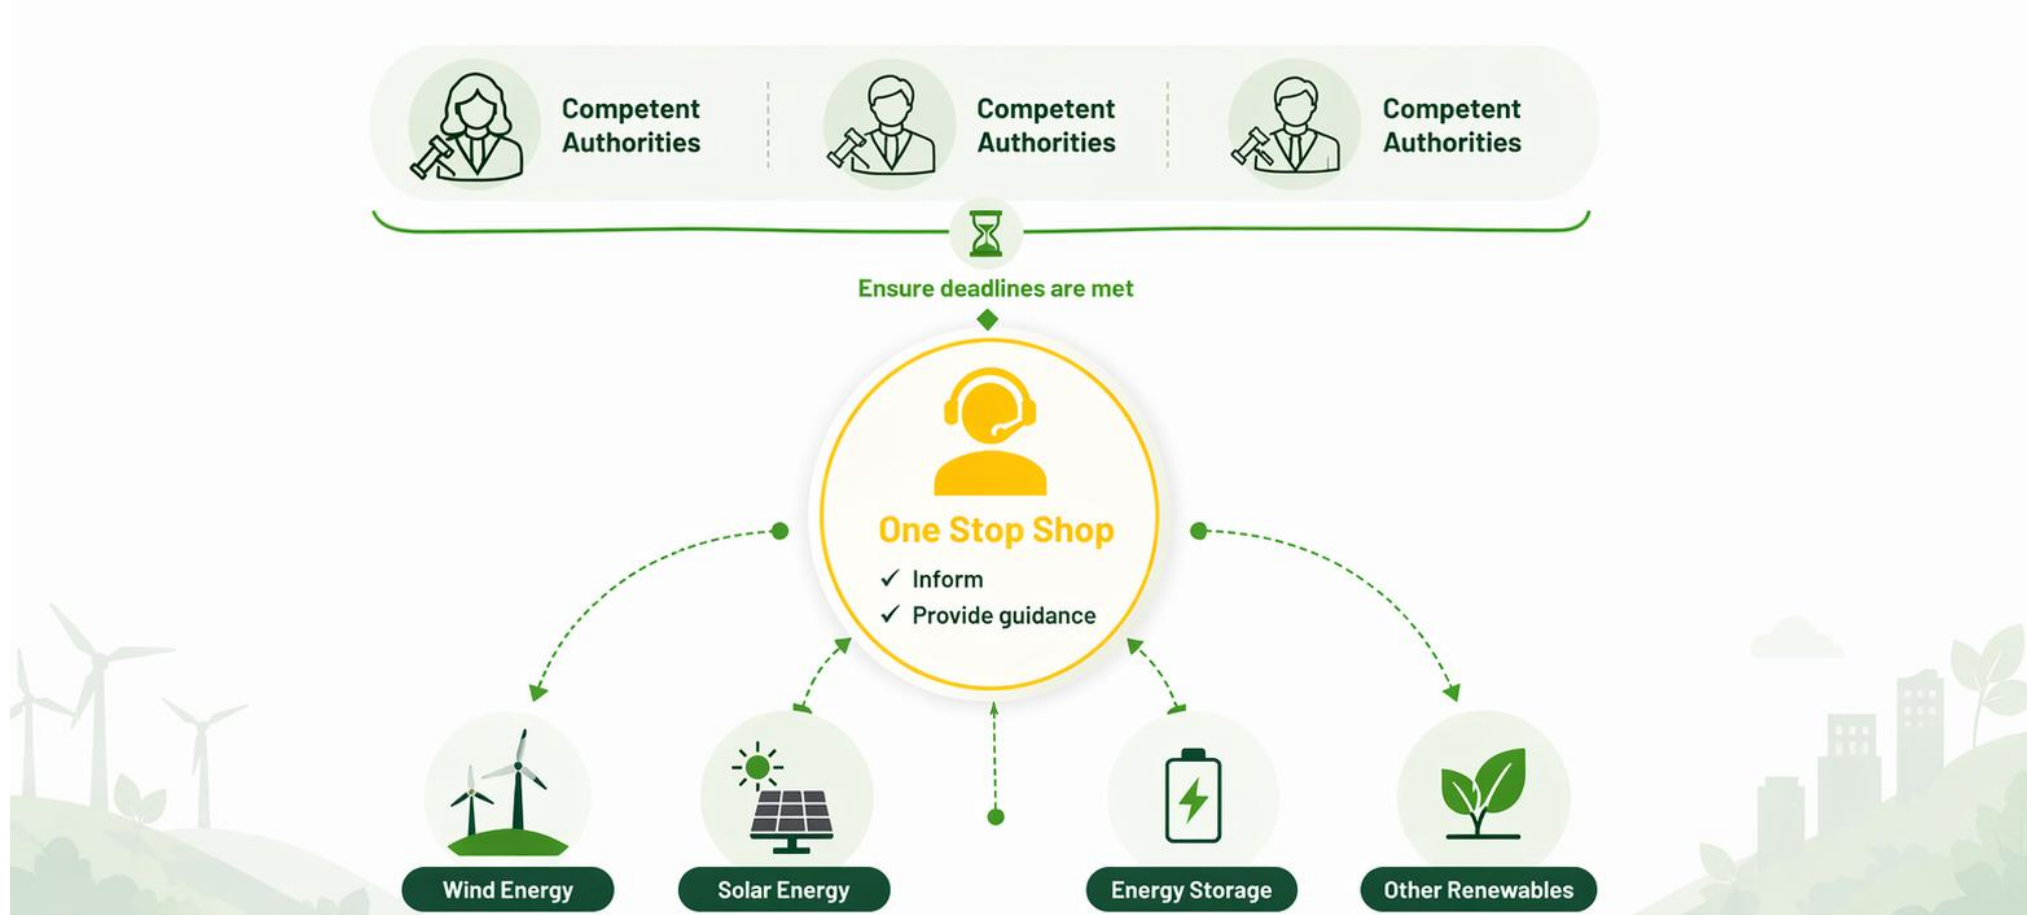 Competent
Authorities
Competent
Authorities
Competent
Authorities
Ensure deadlines are met
One Stop Shop
✓ Inform
✓ Provide guidance
Wind Energy
Solar Energy
Energy Storage
Other Renewables